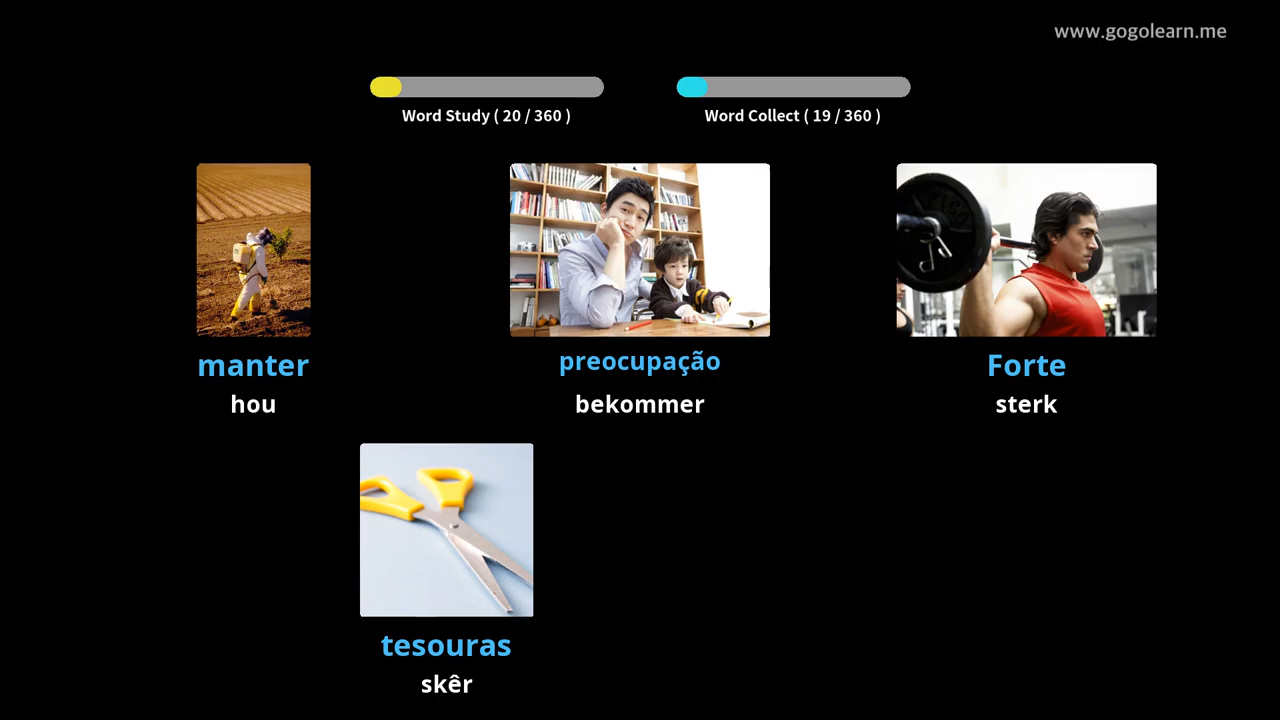 www.gogolearn.me
Word Study ( 20 / 360 )
Word Collect ( 19 / 360 )
manter
hou
preocupação
bekommer
Forte
sterk
tesouras
skêr